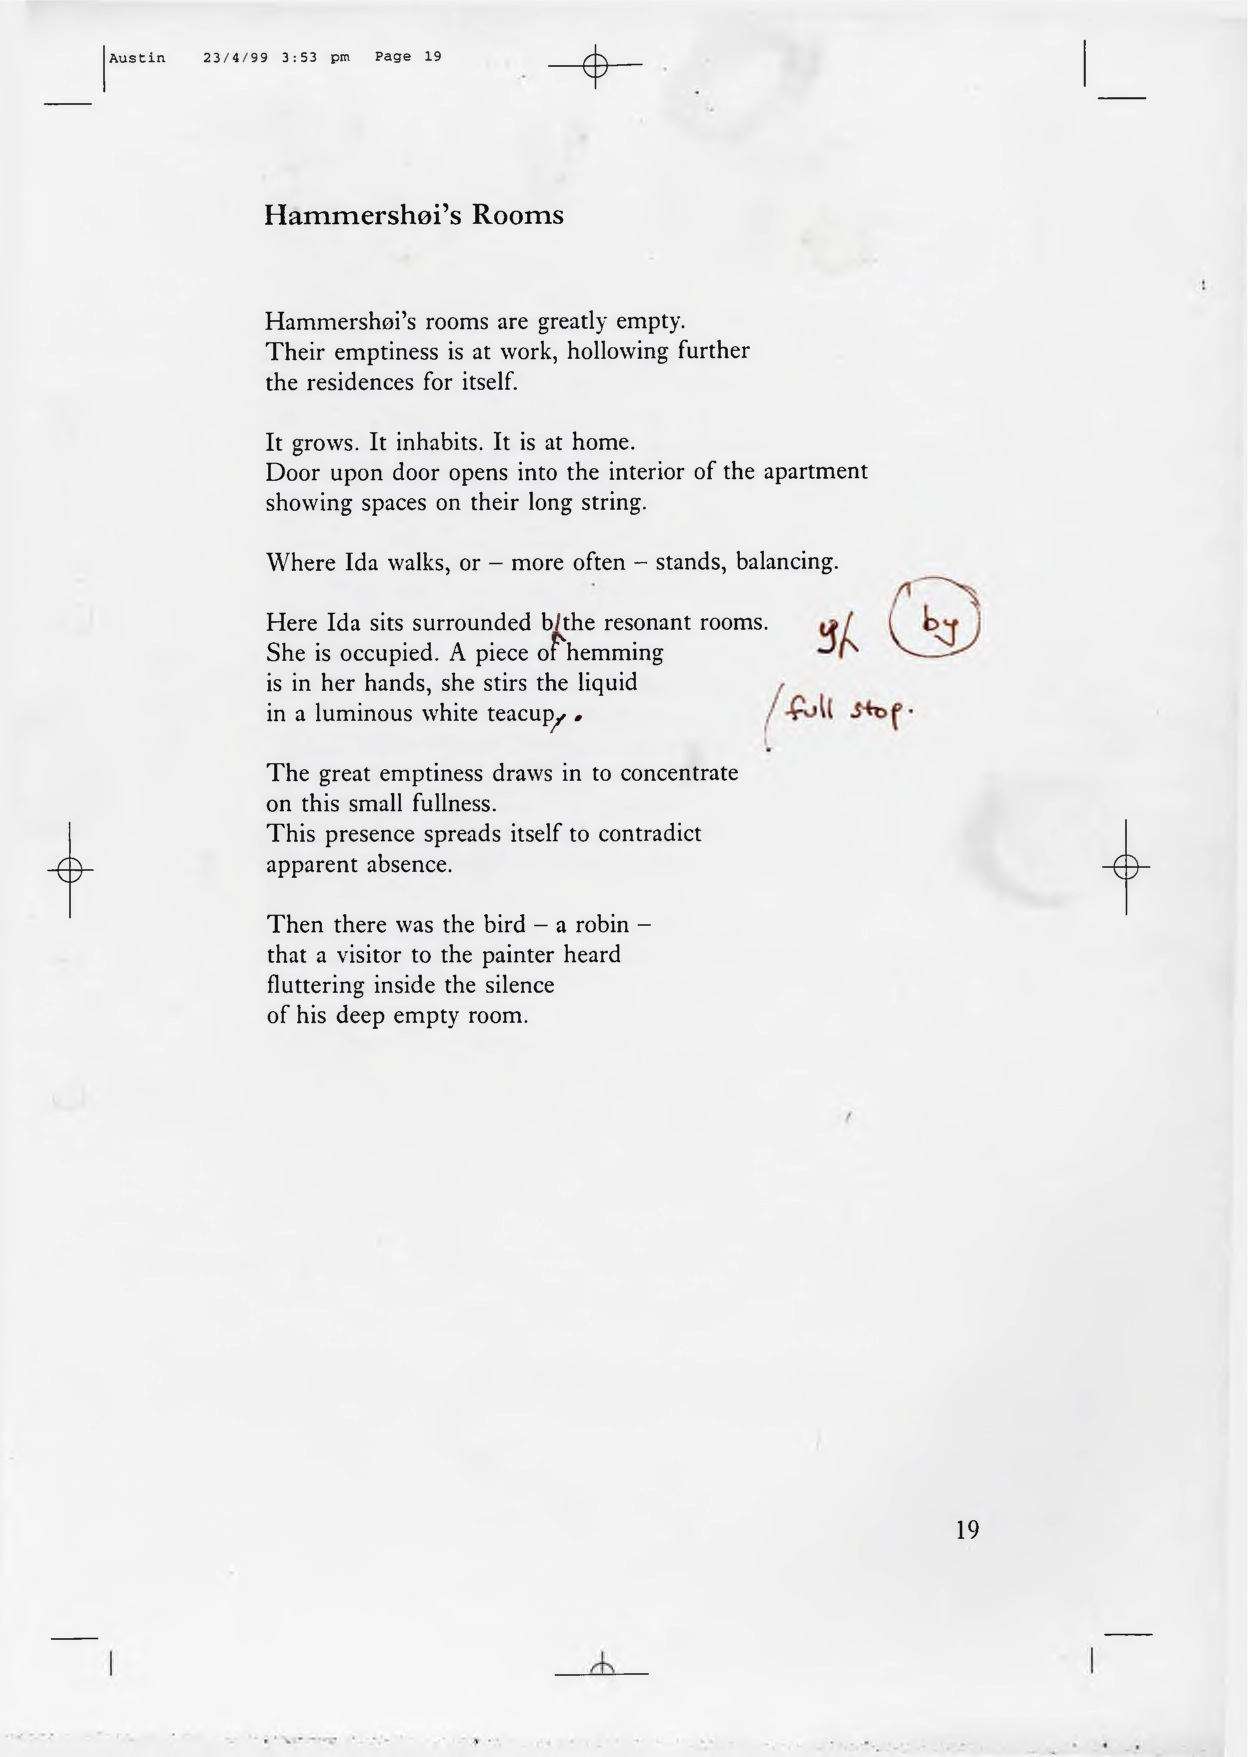 Austin 23/4/99 3:53 pm Page 19
Hammershøi’s Rooms
Hammershøi’s rooms are greatly empty.
Their emptiness is at work, hollowing further
the residences for itself.
It grows. It inhabits. It is at home.
Door upon door opens into the interior of the apartment
showing spaces on their long string.
Where Ida walks, or – more often – stands, balancing.
Here Ida sits surrounded b the resonant rooms.
y/ by
She is occupied. A piece of hemming
is in her hands, she stirs the liquid
in a luminous white teacup, .
/ full stop.
The great emptiness draws in to concentrate
on this small fullness.
This presence spreads itself to contradict
apparent absence.
Then there was the bird – a robin –
that a visitor to the painter heard
fluttering inside the silence
of his deep empty room.
19